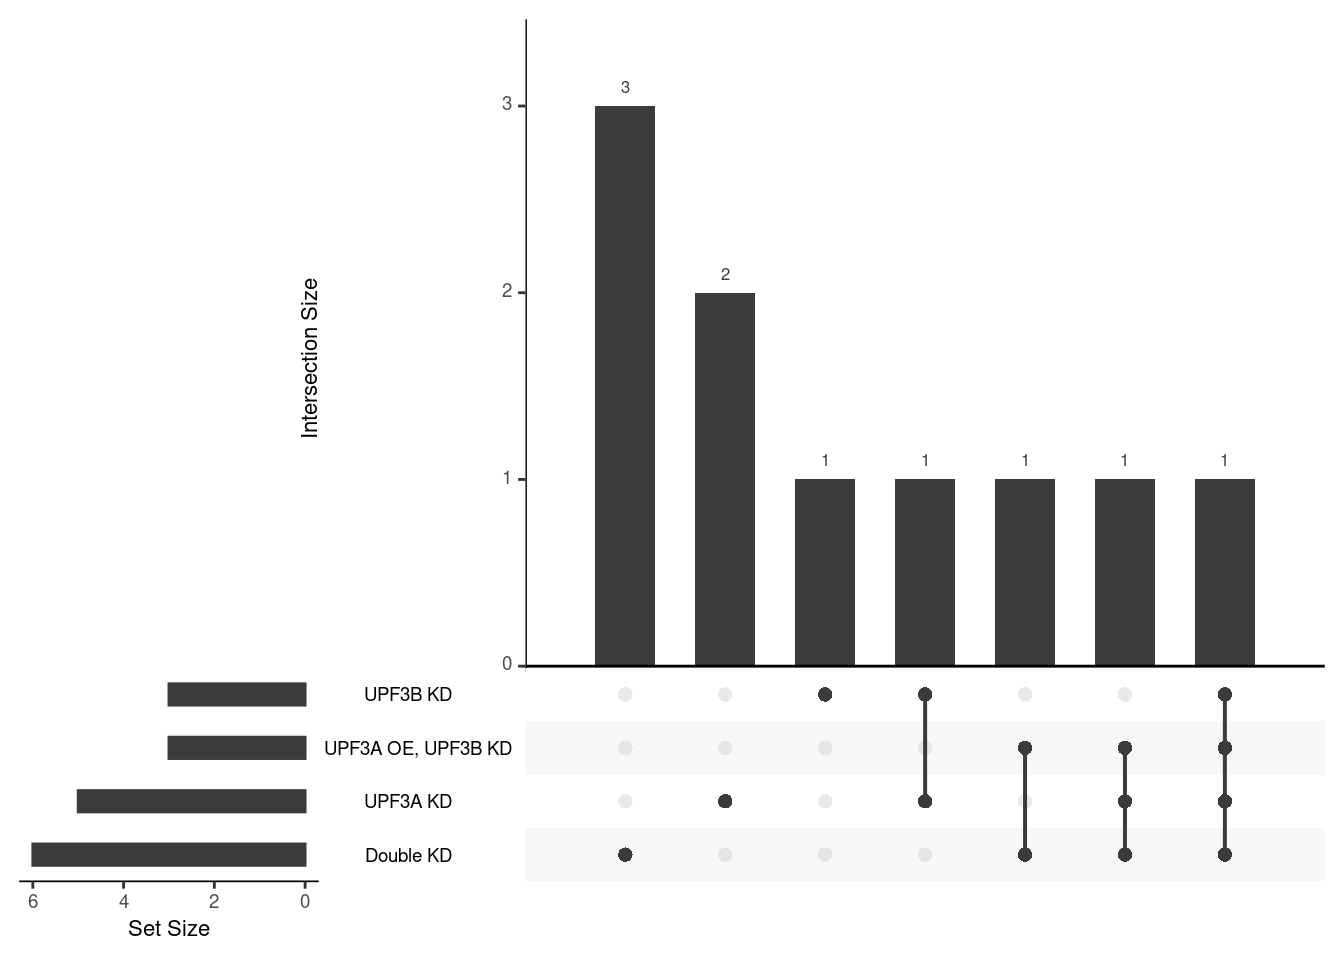 3
3
2
2
Intersection Size
1
1 1 1 1 1
0
UPF3B KD
UPF3A OE, UPF3B KD
UPF3A KD
Double KD
6 4 2 0
Set Size